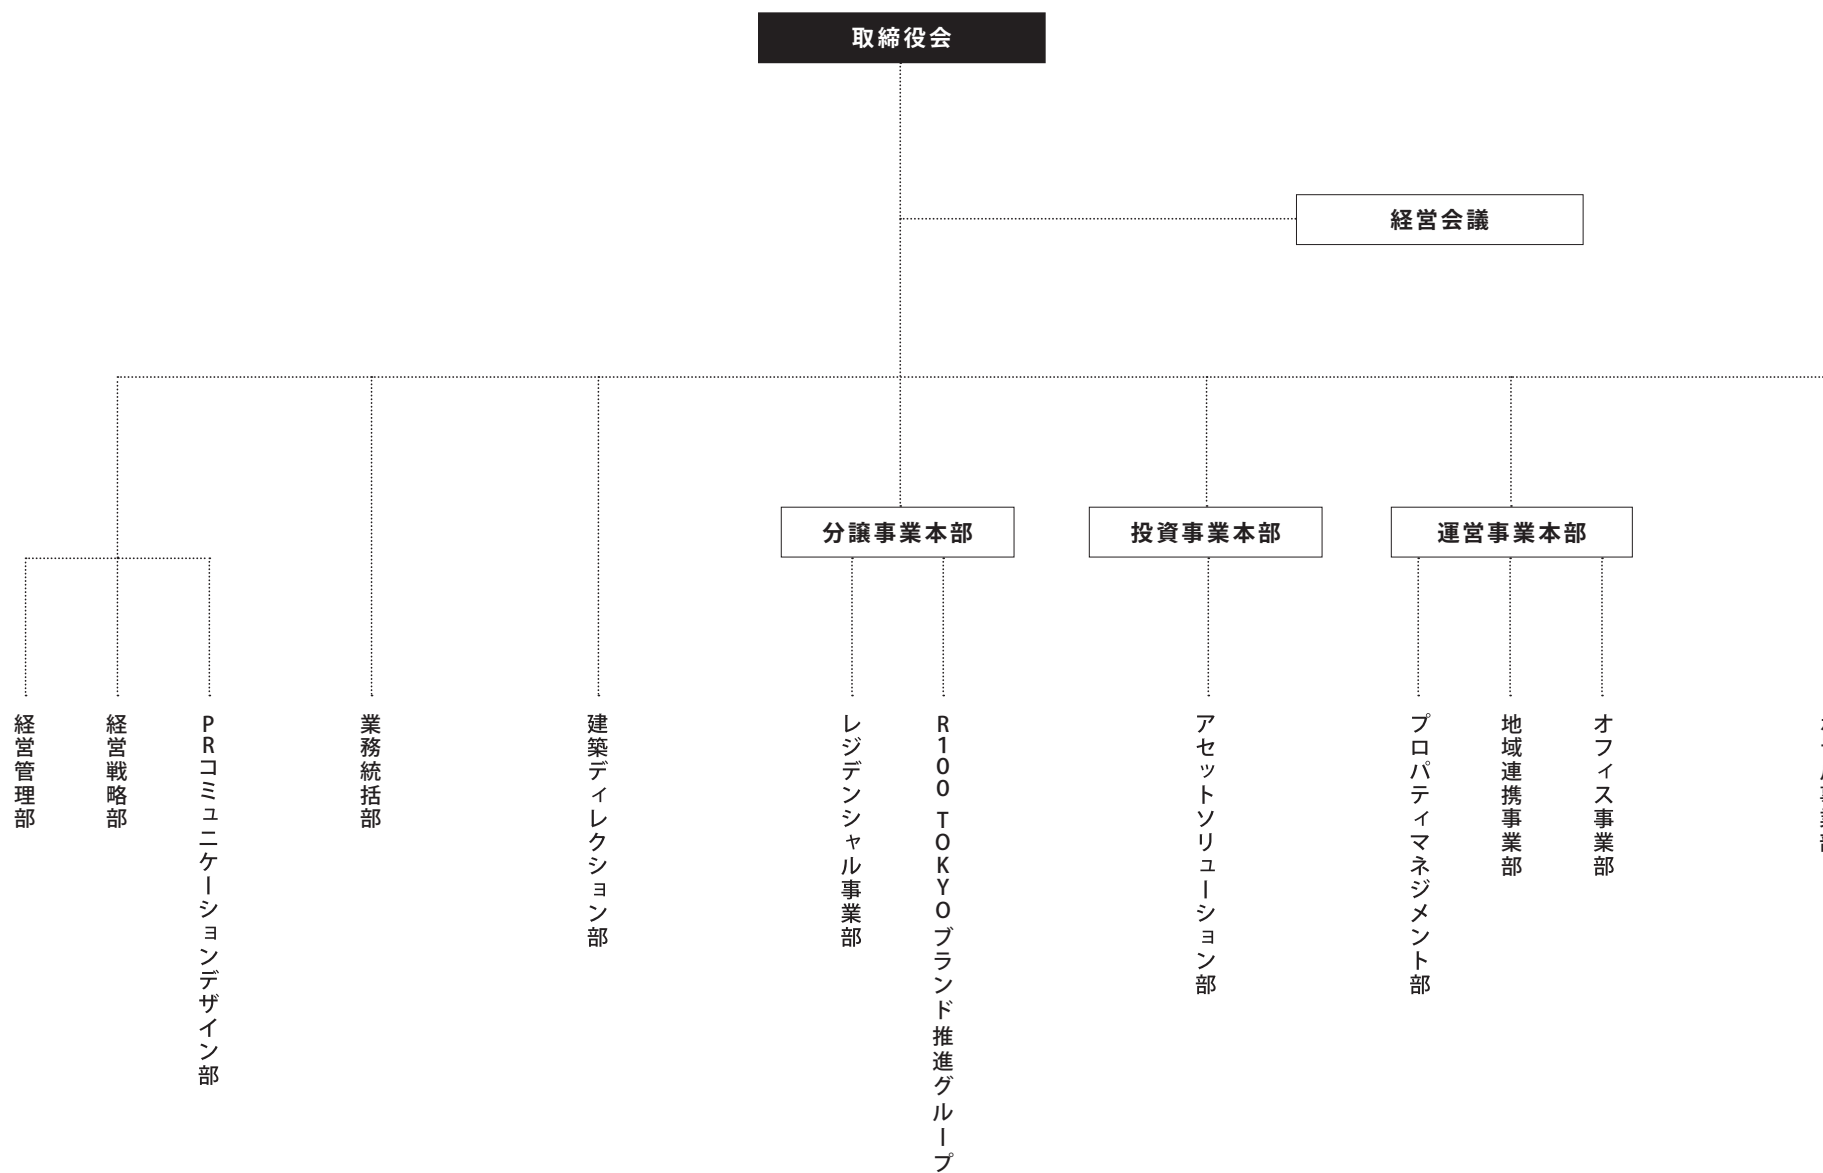 取締役会
経営会議
分譲事業本部
投資事業本部
運営事業本部
経営管理部
経営戦略部
PRコミュニケーションデザイン部
業務統括部
建築ディレクション部
レジデンシャル事業部
R100 TOKYOブランド推進グループ
アセットソリューション部
プロパティマネジメント部
地域連携事業部
オフィス事業部